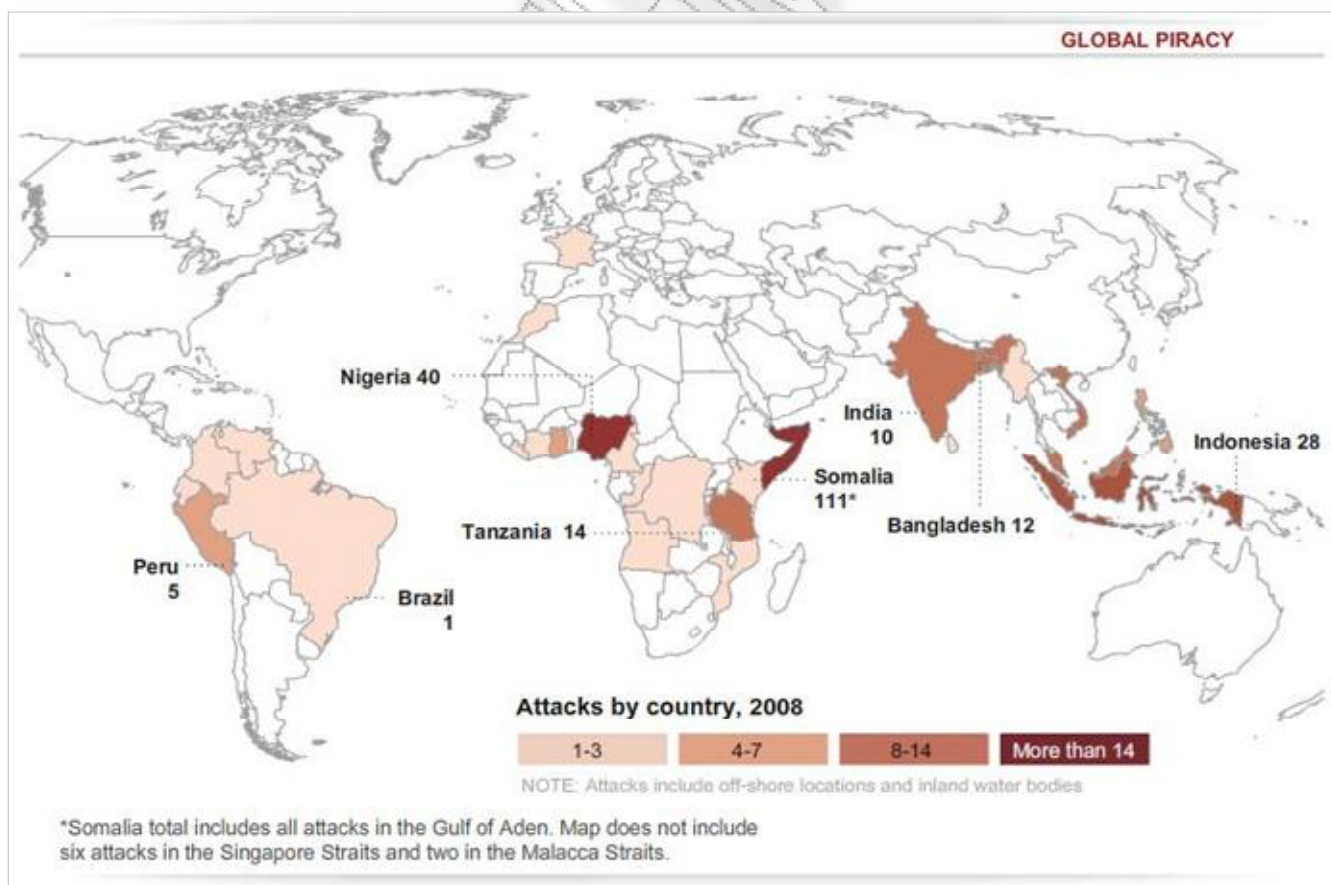 GLOBAL PIRACY
Nigeria 40
India
10
Indonesia 28
Somalia
111*
Bangladesh 12
Tanzania 14
Peru
5
Brazil
1
Attacks by country, 2008
1-3
4-7
8-14
More than 14
NOTE: Attacks include off-shore locations and inland water bodies
*Somalia total includes all attacks in the Gulf of Aden. Map does not include
six attacks in the Singapore Straits and two in the Malacca Straits.